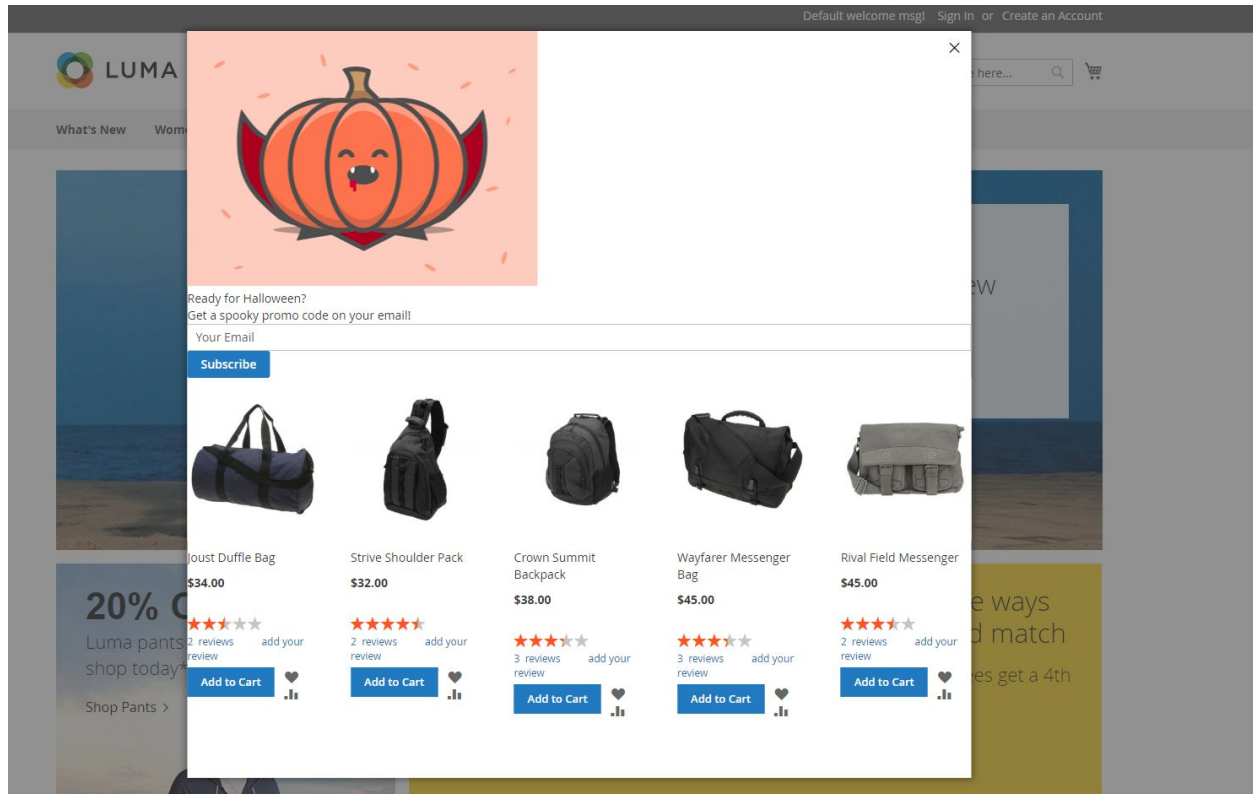 Default welcome msg! Sign In or Create an Account
LUMA
here...
What's New
Ready for Halloween?
Get a spooky promo code on your email!
Your Email
Subscribe
Joust Duffle Bag
$34.00
2 reviews add your
review
Add to Cart
Strive Shoulder Pack
$32.00
2 reviews add your
review
Add to Cart
Crown Summit
Backpack
$38.00
3 reviews add your
review
Add to Cart
Wayfarer Messenger
Bag
$45.00
3 reviews add your
review
Add to Cart
Rival Field Messenger
$45.00
2 reviews add your
review
Add to Cart
20%
Luma pants
shop today*
Shop Pants >
ways
match
get a 4th